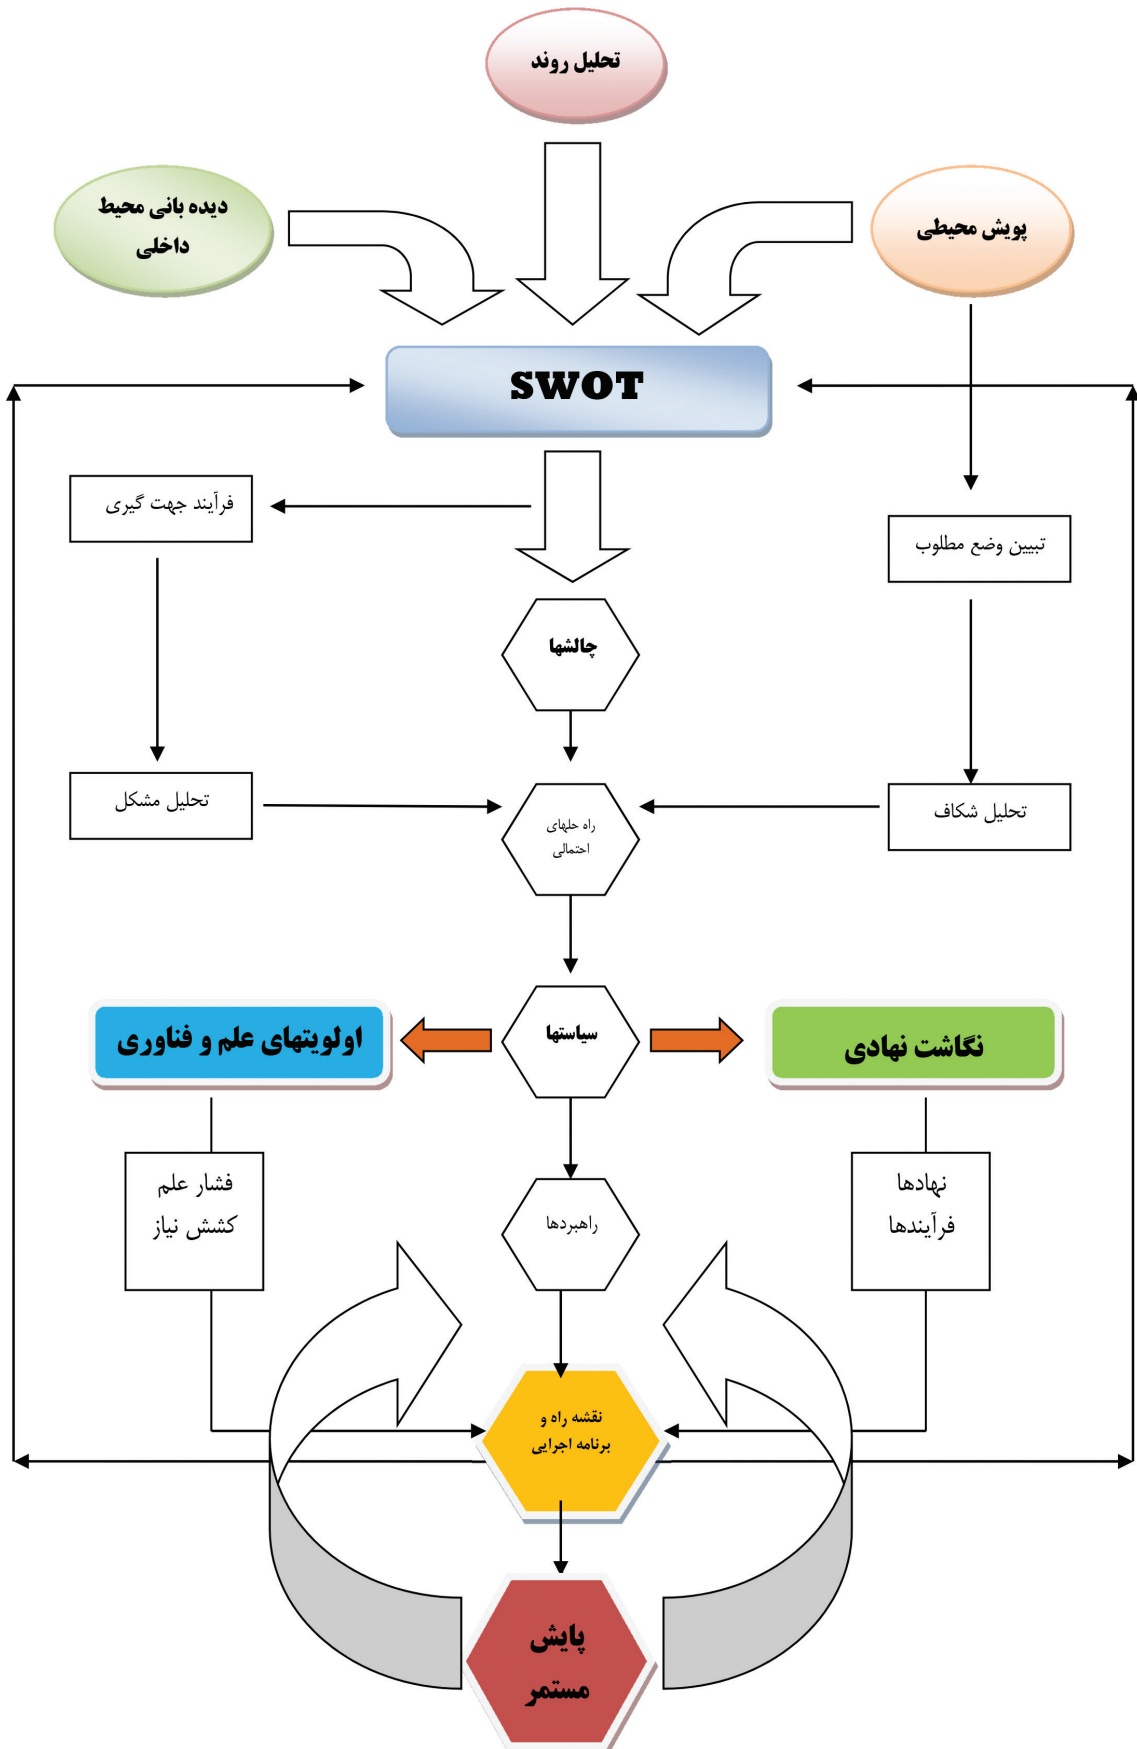 تحلیل روند
دیده بانی محیط
داخلی
پویش محیطی
SWOT
فرآیند جهت گیری
تبیین وضع مطلوب
چالشها
تحلیل مشکل
راه حلهای
احتمالی
تحلیل شکاف
اولویتهای علم و فناوری
سیاستها
نگاشت نهادی
فشار علم
کشش نیاز
راهبردها
نهادها
فرآیندها
نقشه راه و
برنامه اجرایی
پایش
مستمر